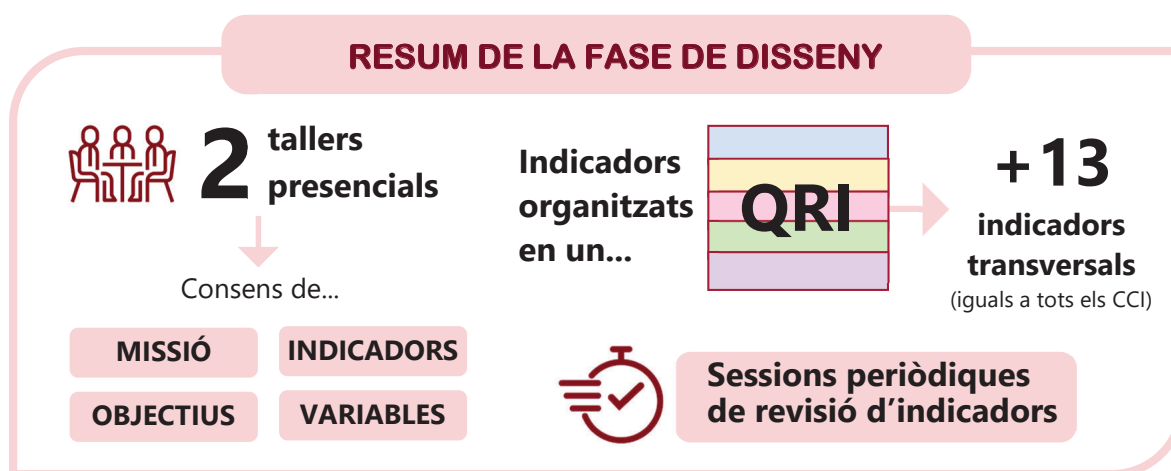 RESUM DE LA FASE DE DISSENY
2 tallers
presencials
Consens de...
MISSIÓ
INDICADORS
OBJECTIUS
VARIABLES
Indicadors
organitzats
en un...
QRI
+13
indicadors
transversals
(iguals a tots els CCI)
Sessions periòdiques
de revisió d’indicadors